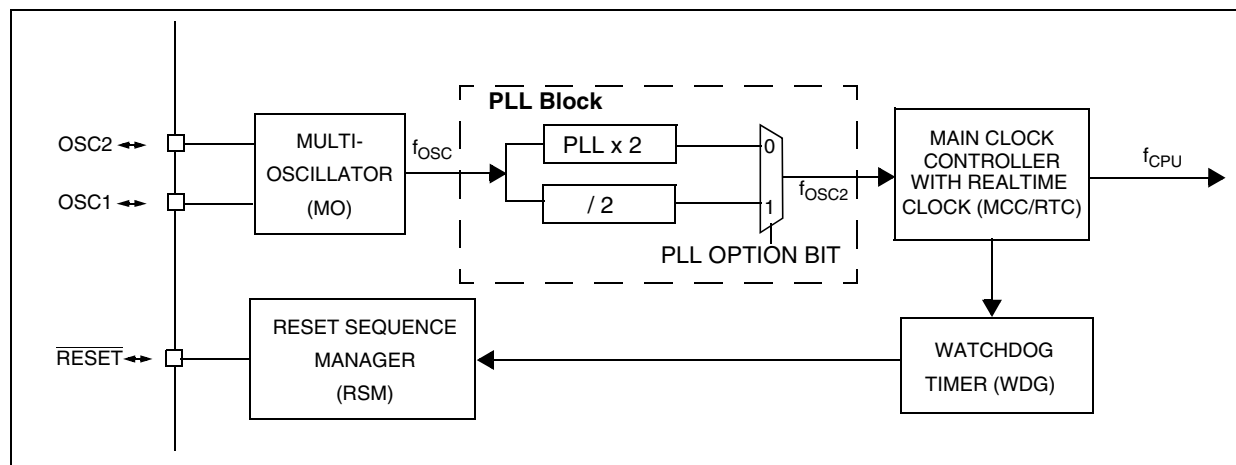 PLL Block
OSC2
OSC1
MULTI-
OSCILLATOR
(MO)
fOSC
PLL x 2
/ 2
0
1
PLL OPTION BIT
fOSC2
MAIN CLOCK
CONTROLLER
WITH REALTIME
CLOCK (MCC/RTC)
fCPU
RESET
RESET SEQUENCE
MANAGER
(RSM)
WATCHDOG
TIMER (WDG)